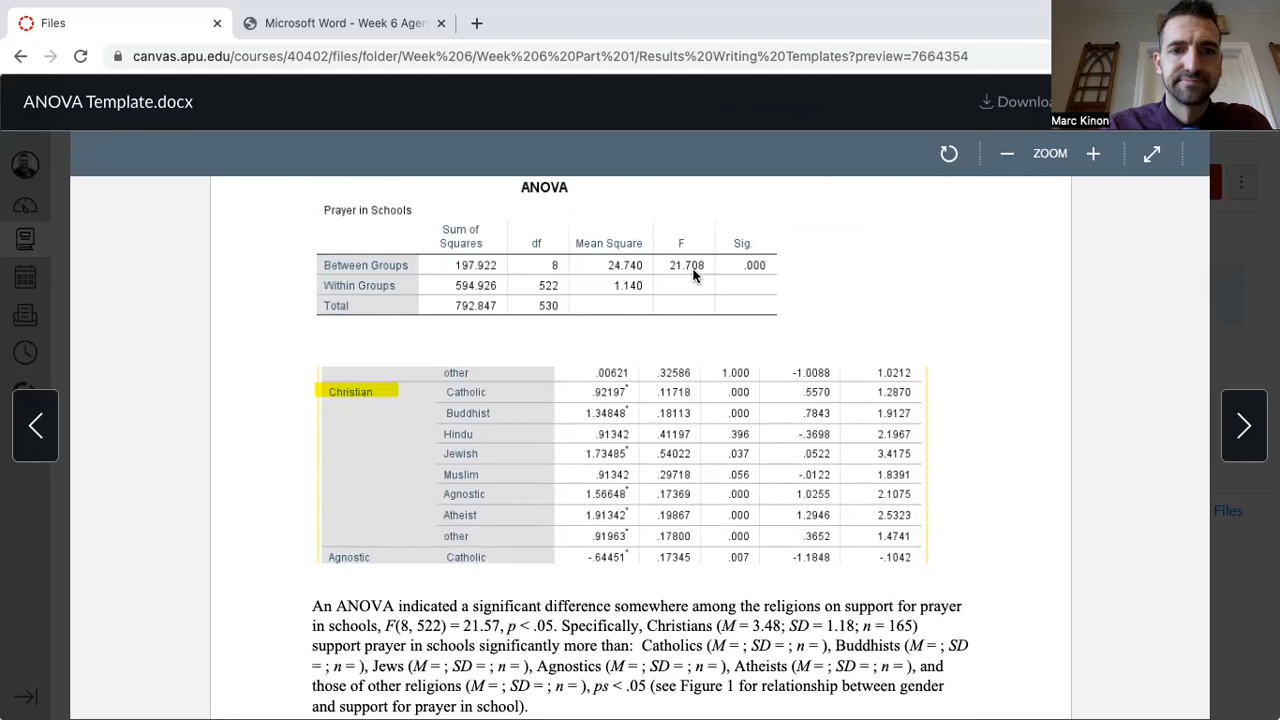 Files
Microsoft Word - Week 6 Agen
canvas.apu.edu/courses/40402/files/folder/Week%206/Week%206%20Part%201/Results%20Writing%20Templates?preview=7664354
Marc Kinon
ANOVA Template.docx
Downlo
ZOOM
ANOVA
Prayer in Schools
Sum of Squares df Mean Square F Sig.
Between Groups 197.922 8 24.740 21.708 .000
Within Groups 594.926 522 1.140
Total 792.847 530
other .00621 .32586 1.000 -1.0088 1.0212
Christian Catholic .92197* .11718 .000 .5570 1.2870
Buddhist 1.34848* .18113 .000 .7843 1.9127
Hindu .91342 .41197 .396 -.3698 2.1967
Jewish 1.73485* .54022 .037 .0522 3.4175
Muslim .91342 .29718 .056 -.0122 1.8391
Agnostic 1.56648* .17369 .000 1.0255 2.1075
Atheist 1.91342* .19867 .000 1.2946 2.5323
other .91963* .17800 .000 .3652 1.4741
Agnostic Catholic -.64451* .17345 .007 -1.1848 -.1042
An ANOVA indicated a significant difference somewhere among the religions on support for prayer
in schools, F(8, 522) = 21.57, p < .05. Specifically, Christians (M = 3.48; SD = 1.18; n = 165)
support prayer in schools significantly more than: Catholics (M = ; SD = ; n = ), Buddhists (M = ; SD
= ; n = ), Jews (M = ; SD = ; n = ), Agnostics (M = ; SD = ; n = ), Atheists (M = ; SD = ; n = ), and
those of other religions (M = ; SD = ; n = ), ps < .05 (see Figure 1 for relationship between gender
and support for prayer in school).
Files